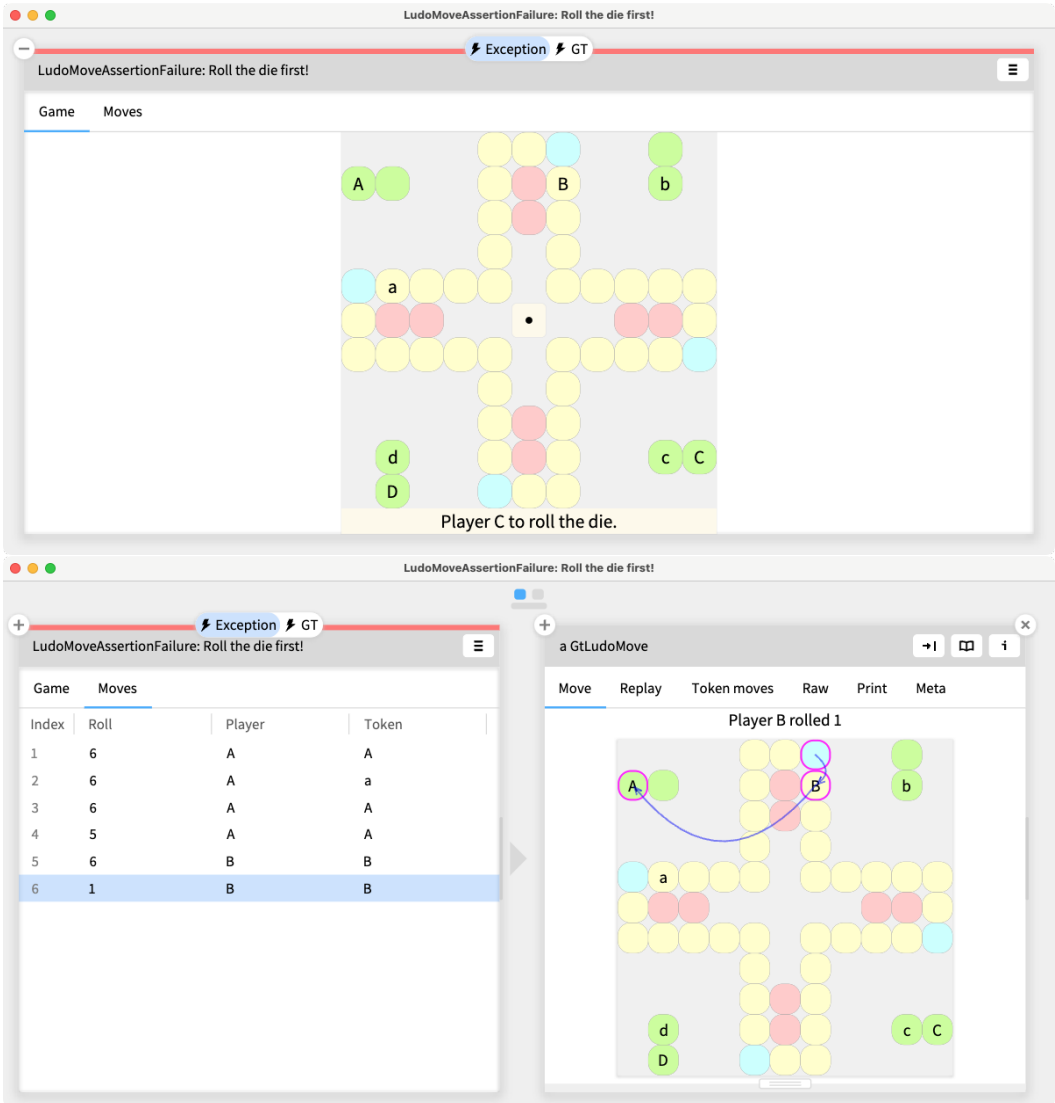 LudoMoveAssertionFailure: Roll the die first!
Exception GT
LudoMoveAssertionFailure: Roll the die first!
Game Moves
A B b
a
d c C
D
Player C to roll the die.
LudoMoveAssertionFailure: Roll the die first!
Exception GT
LudoMoveAssertionFailure: Roll the die first!
Game Moves
Index Roll Player Token
1 6 A A
2 6 A a
3 6 A A
4 5 A A
5 6 B B
6 1 B B
a GtLudoMove
i
Move Replay Token moves Raw Print Meta
Player B rolled 1
A B b
a
d c C
D